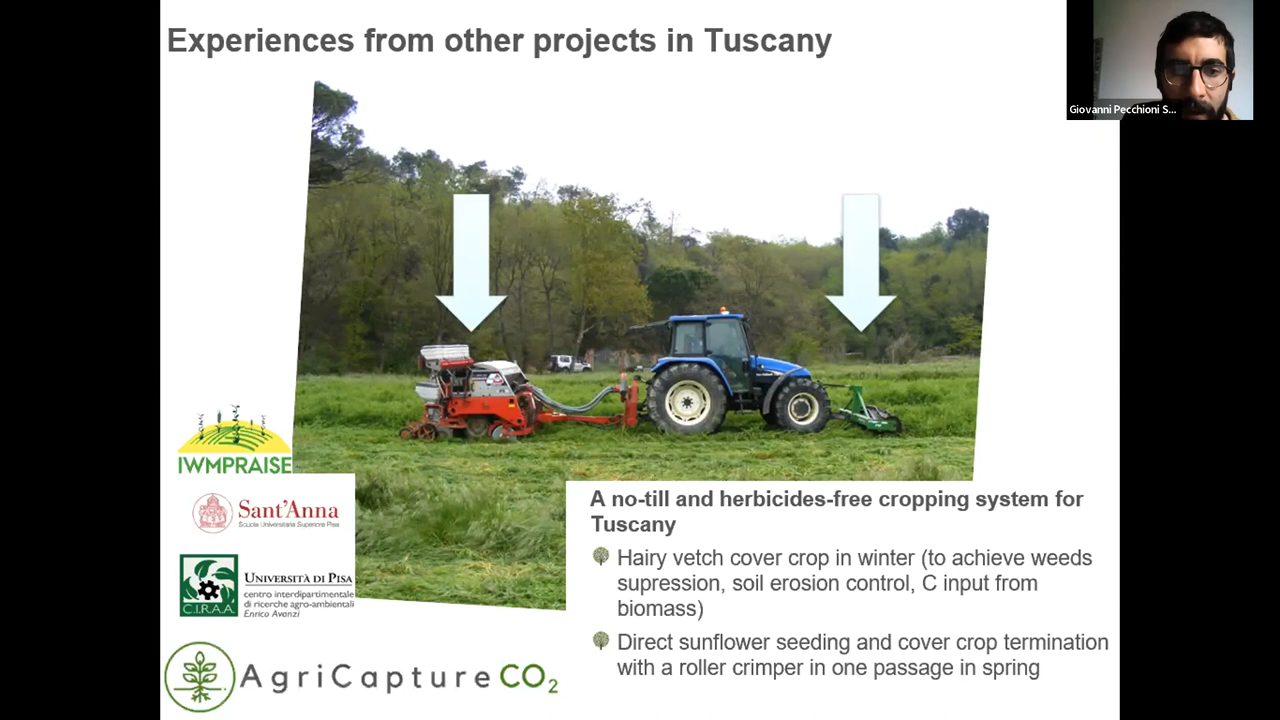 Experiences from other projects in Tuscany
Giovanni Pecchioni S...
IWMPRAISE
Sant'Anna
Scuola Universitaria Superiore Pisa
UNIVERSITÀ DI PISA
centro interdipartimentale
di ricerche agro-ambientali
Enrico Avanzi
C.I.R.A.A.
AgriCaptureCO2
A no-till and herbicides-free cropping system for
Tuscany
Hairy vetch cover crop in winter (to achieve weeds
supression, soil erosion control, C input from
biomass)
Direct sunflower seeding and cover crop termination
with a roller crimper in one passage in spring